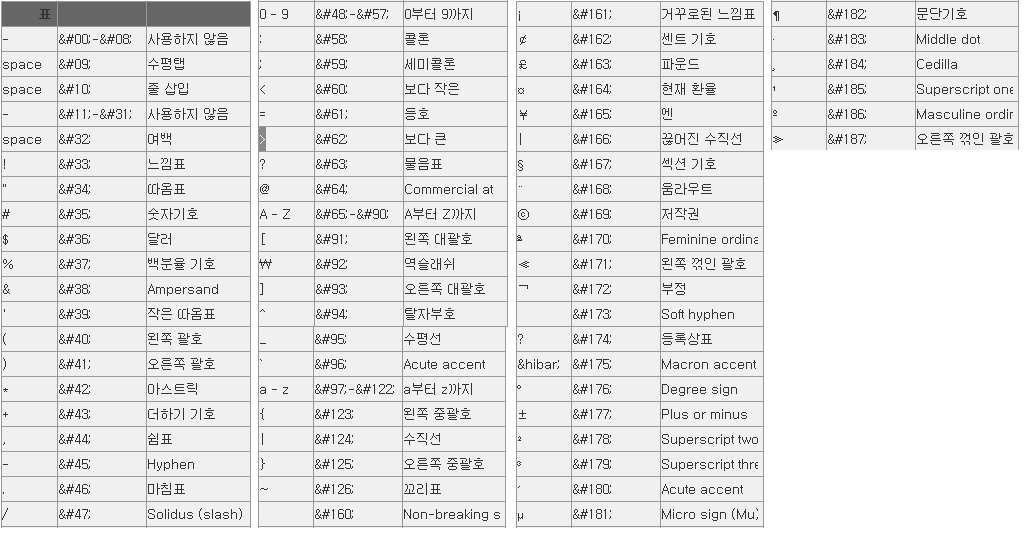 표
- &#00;-&#08; 사용하지 않음
space &#09; 수평탭
space &#10; 줄 삽입
- &#11;-&#31; 사용하지 않음
space &#32; 여백
! &#33; 느낌표
" &#34; 따옴표
# &#35; 숫자기호
$ &#36; 달러
% &#37; 백분율 기호
& &#38; Ampersand
' &#39; 작은 따옴표
( &#40; 왼쪽 괄호
) &#41; 오른쪽 괄호
* &#42; 아스트릭
+ &#43; 더하기 기호
, &#44; 쉼표
- &#45; Hyphen
. &#46; 마침표
/ &#47; Solidus (slash)
0 - 9 &#48;-&#57; 0부터 9까지
: &#58; 콜론
; &#59; 세미콜론
< &#60; 보다 작은
= &#61; 등호
> &#62; 보다 큰
? &#63; 물음표
@ &#64; Commercial at
A - Z &#65;-&#90; A부터 Z까지
[ &#91; 왼쪽 대괄호
₩ &#92; 역슬래쉬
] &#93; 오른쪽 대괄호
^ &#94; 탈자부호
_ &#95; 수평선
` &#96; Acute accent
a - z &#97;-&#122; a부터 z까지
{ &#123; 왼쪽 중괄호
| &#124; 수직선
} &#125; 오른쪽 중괄호
~ &#126; 꼬리표
&#160; Non-breaking s
¡ &#161; 거꾸로된 느낌표
¢ &#162; 센트 기호
£ &#163; 파운드
¤ &#164; 현재 환율
¥ &#165; 엔
| &#166; 끊어진 수직선
§ &#167; 섹션 기호
¨ &#168; 움라우트
© &#169; 저작권
ª &#170; Feminine ordina
≪ &#171; 왼쪽 꺾인 괄호
¬ &#172; 부정
&#173; Soft hyphen
? &#174; 등록상표
&hibar; &#175; Macron accent
° &#176; Degree sign
± &#177; Plus or minus
² &#178; Superscript two
³ &#179; Superscript thre
´ &#180; Acute accent
µ &#181; Micro sign (Mu)
¶ &#182; 문단기호
· &#183; Middle dot
¸ &#184; Cedilla
¹ &#185; Superscript one
º &#186; Masculine ordin
≫ &#187; 오른쪽 꺾인 괄호